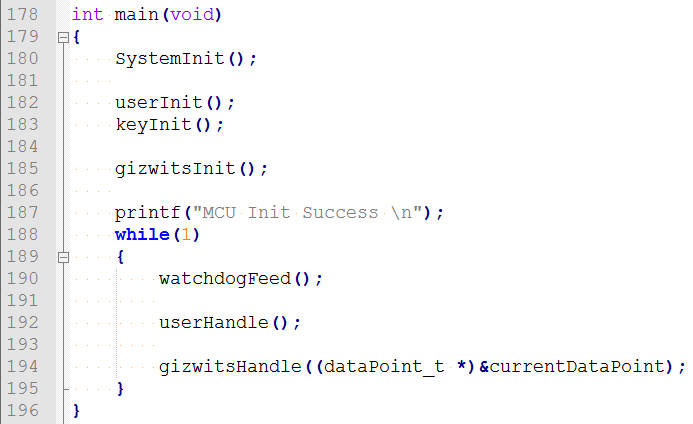 178 int main(void)
179 {
180 SystemInit();
181
182 userInit();
183 keyInit();
184
185 gizwitsInit();
186
187 printf("MCU Init Success \n");
188 while(1)
189 {
190 watchdogFeed();
191
192 userHandle();
193
194 gizwitsHandle((dataPoint_t *)&currentDataPoint);
195 }
196 }